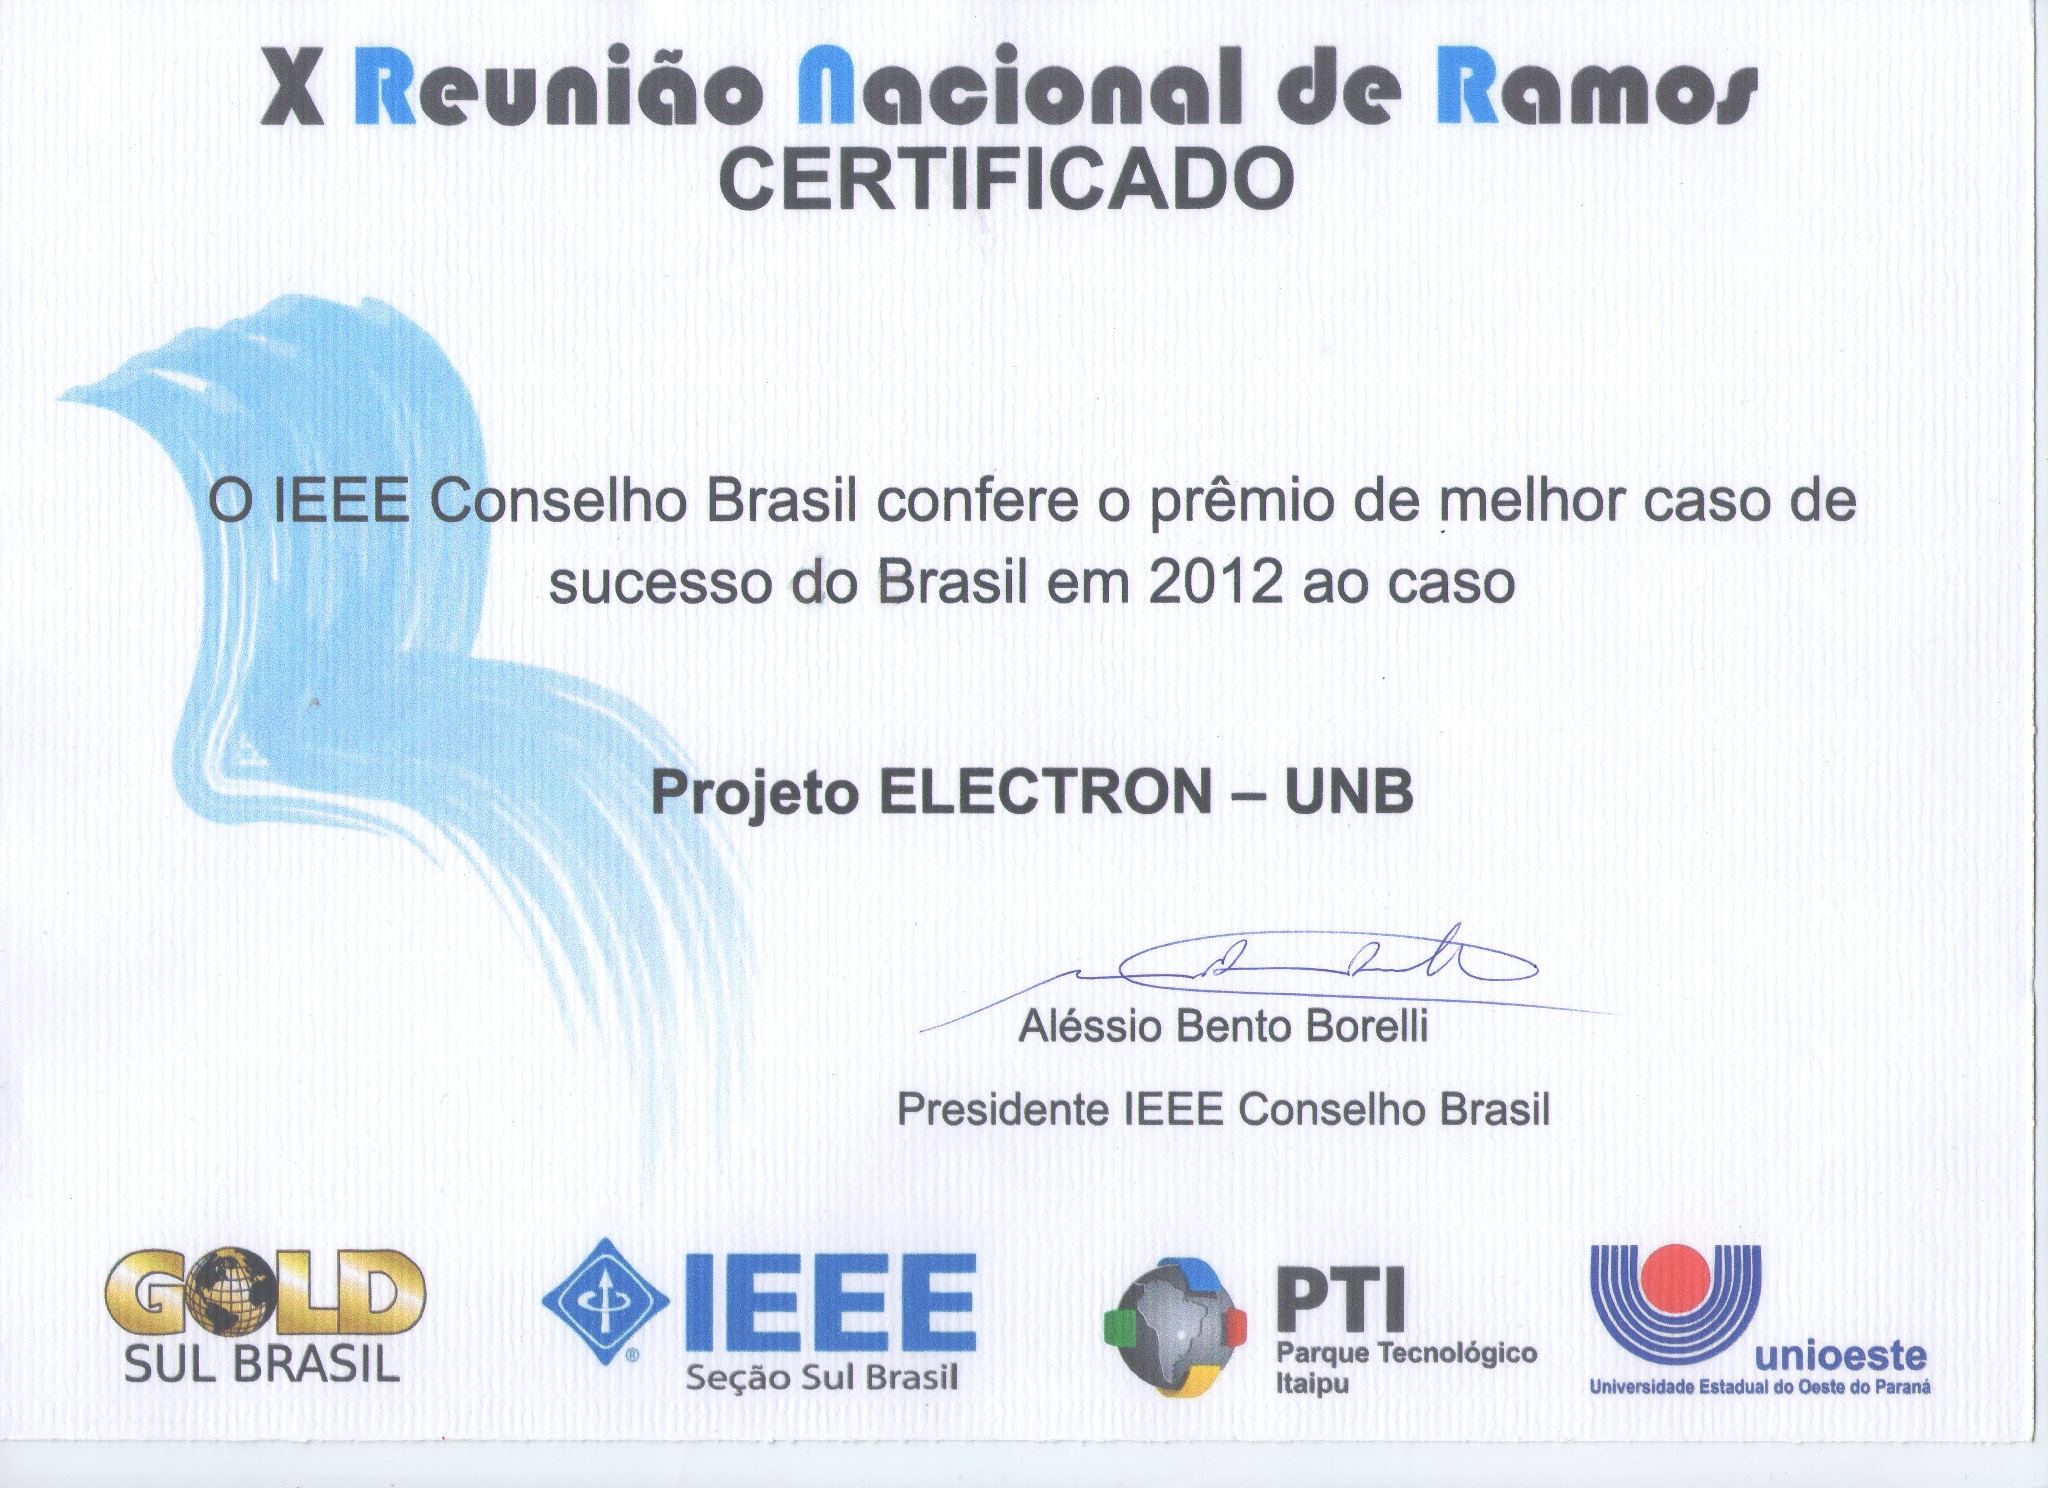 X Reunião Nacional de Ramos
CERTIFICADO
O IEEE Conselho Brasil confere o prêmio de melhor caso de
sucesso do Brasil em 2012 ao caso
Projeto ELECTRON – UNB
Aléssio Bento Borelli
Presidente IEEE Conselho Brasil
GOLD
SUL BRASIL
IEEE
®
Seção Sul Brasil
PTI
Parque Tecnológico
Itaipu
unioeste
Universidade Estadual do Oeste do Paraná